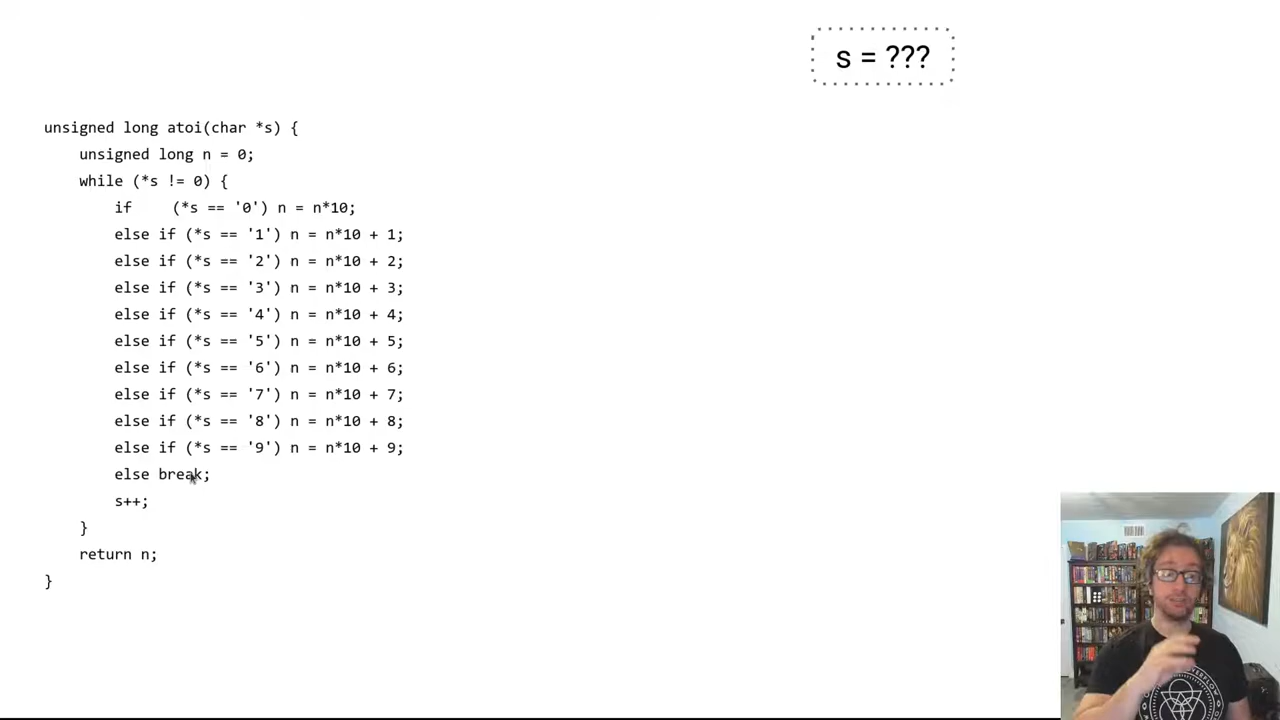 s = ???
unsigned long atoi(char *s) {
    unsigned long n = 0;
    while (*s != 0) {
        if     (*s == '0') n = n*10;
        else if (*s == '1') n = n*10 + 1;
        else if (*s == '2') n = n*10 + 2;
        else if (*s == '3') n = n*10 + 3;
        else if (*s == '4') n = n*10 + 4;
        else if (*s == '5') n = n*10 + 5;
        else if (*s == '6') n = n*10 + 6;
        else if (*s == '7') n = n*10 + 7;
        else if (*s == '8') n = n*10 + 8;
        else if (*s == '9') n = n*10 + 9;
        else break;
        s++;
    }
    return n;
}